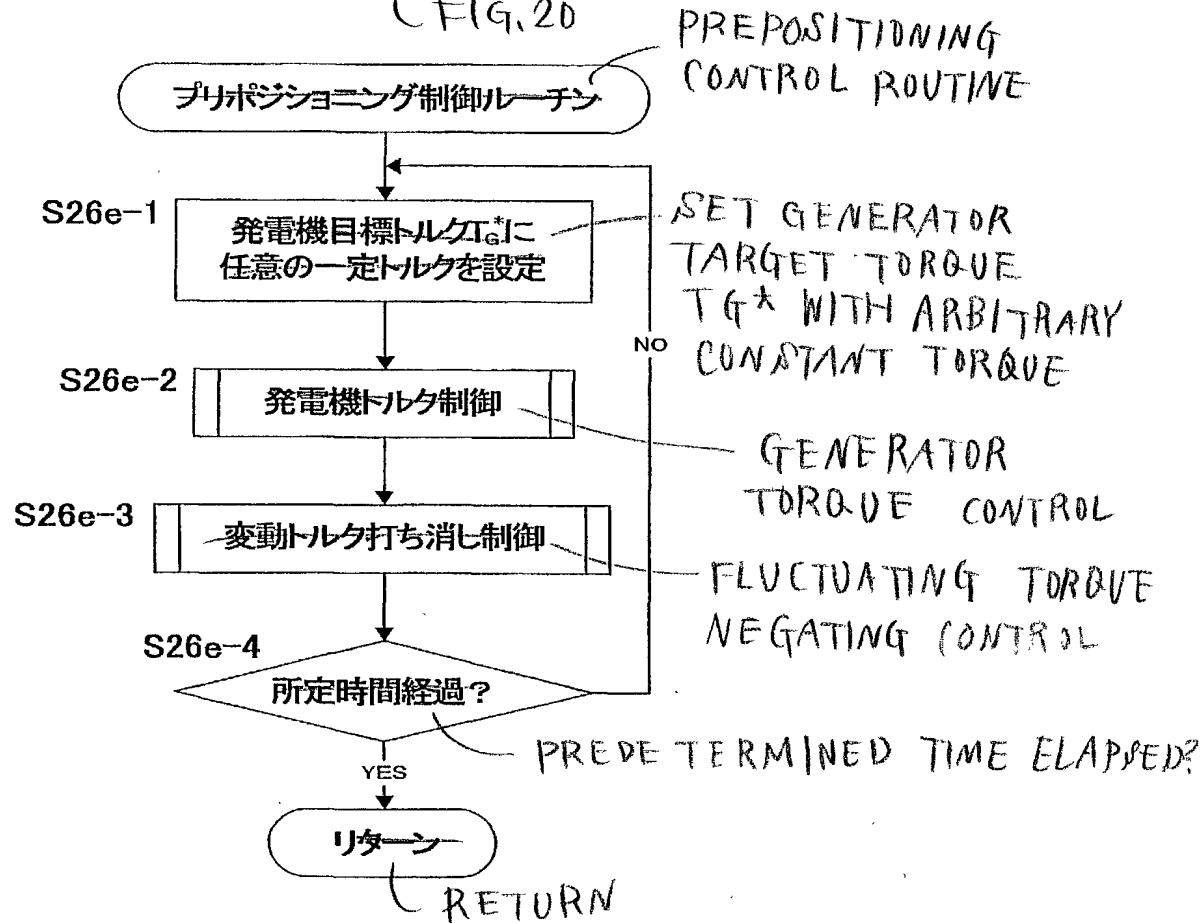 FIG. 20
プリポジショニング制御ルーチン
PREPOSITIONING
CONTROL ROUTINE
S26e-1
発電機目標トルクTG*に
任意の一定トルクを設定
SET GENERATOR
TARGET TORQUE
TG* WITH ARBITRARY
CONSTANT TORQUE
NO
S26e-2
発電機トルク制御
GENERATOR
TORQUE CONTROL
S26e-3
変動トルク打ち消し制御
FLUCTUATING TORQUE
NEGATING CONTROL
S26e-4
所定時間経過?
PREDETERMINED TIME ELAPSED?
YES
リターン
RETURN